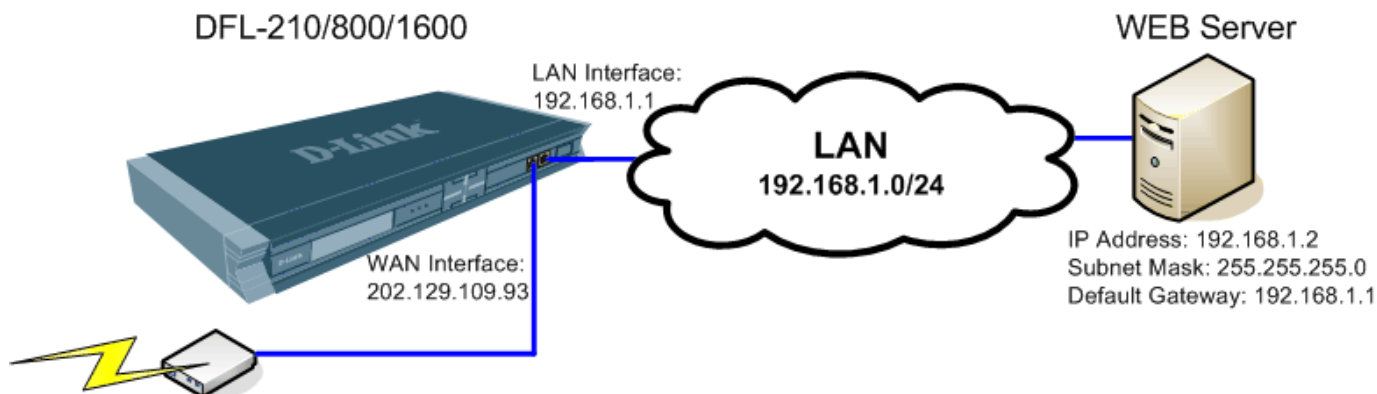 DFL-210/800/1600
WEB Server
LAN Interface:
192.168.1.1
D-Link
LAN
192.168.1.0/24
IP Address: 192.168.1.2
Subnet Mask: 255.255.255.0
Default Gateway: 192.168.1.1
WAN Interface:
202.129.109.93
D-Link